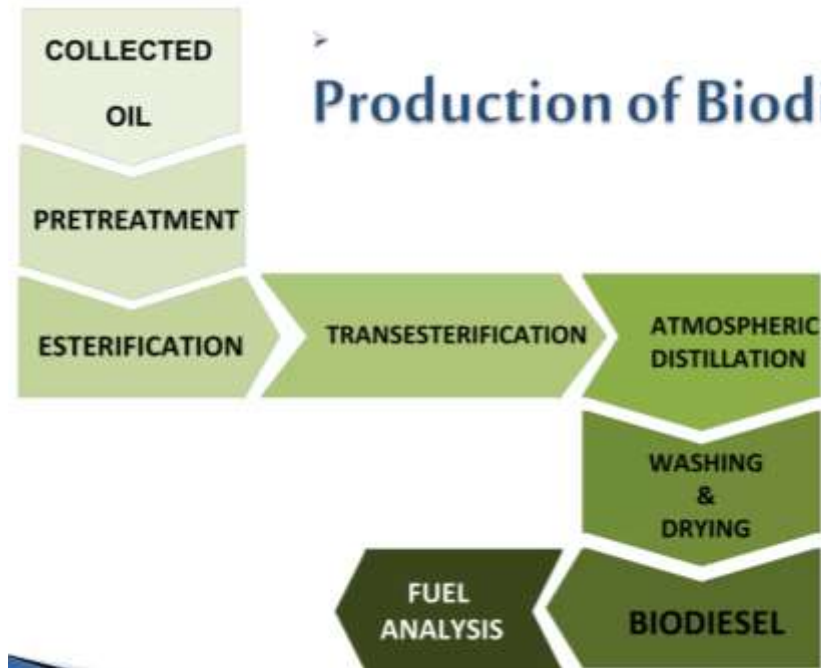 COLLECTED
OIL
Production of Biodi
PRETREATMENT
ESTERIFICATION
TRANSESTERIFICATION
ATMOSPHERIC
DISTILLATION
WASHING
&
DRYING
FUEL
ANALYSIS
BIODIESEL